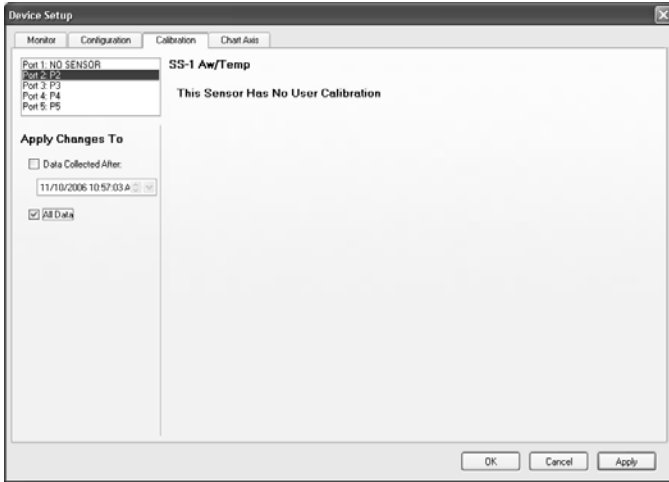 Device Setup
Monitor Configuration Calibration Chart Axis
Port 1: NO SENSOR
Port 2: P2
Port 3: P3
Port 4: P4
Port 5: P5
SS-1 Aw/Temp
This Sensor Has No User Calibration
Apply Changes To
Data Collected After:
11/10/2006 10:57:03 A
All Data
OK Cancel Apply